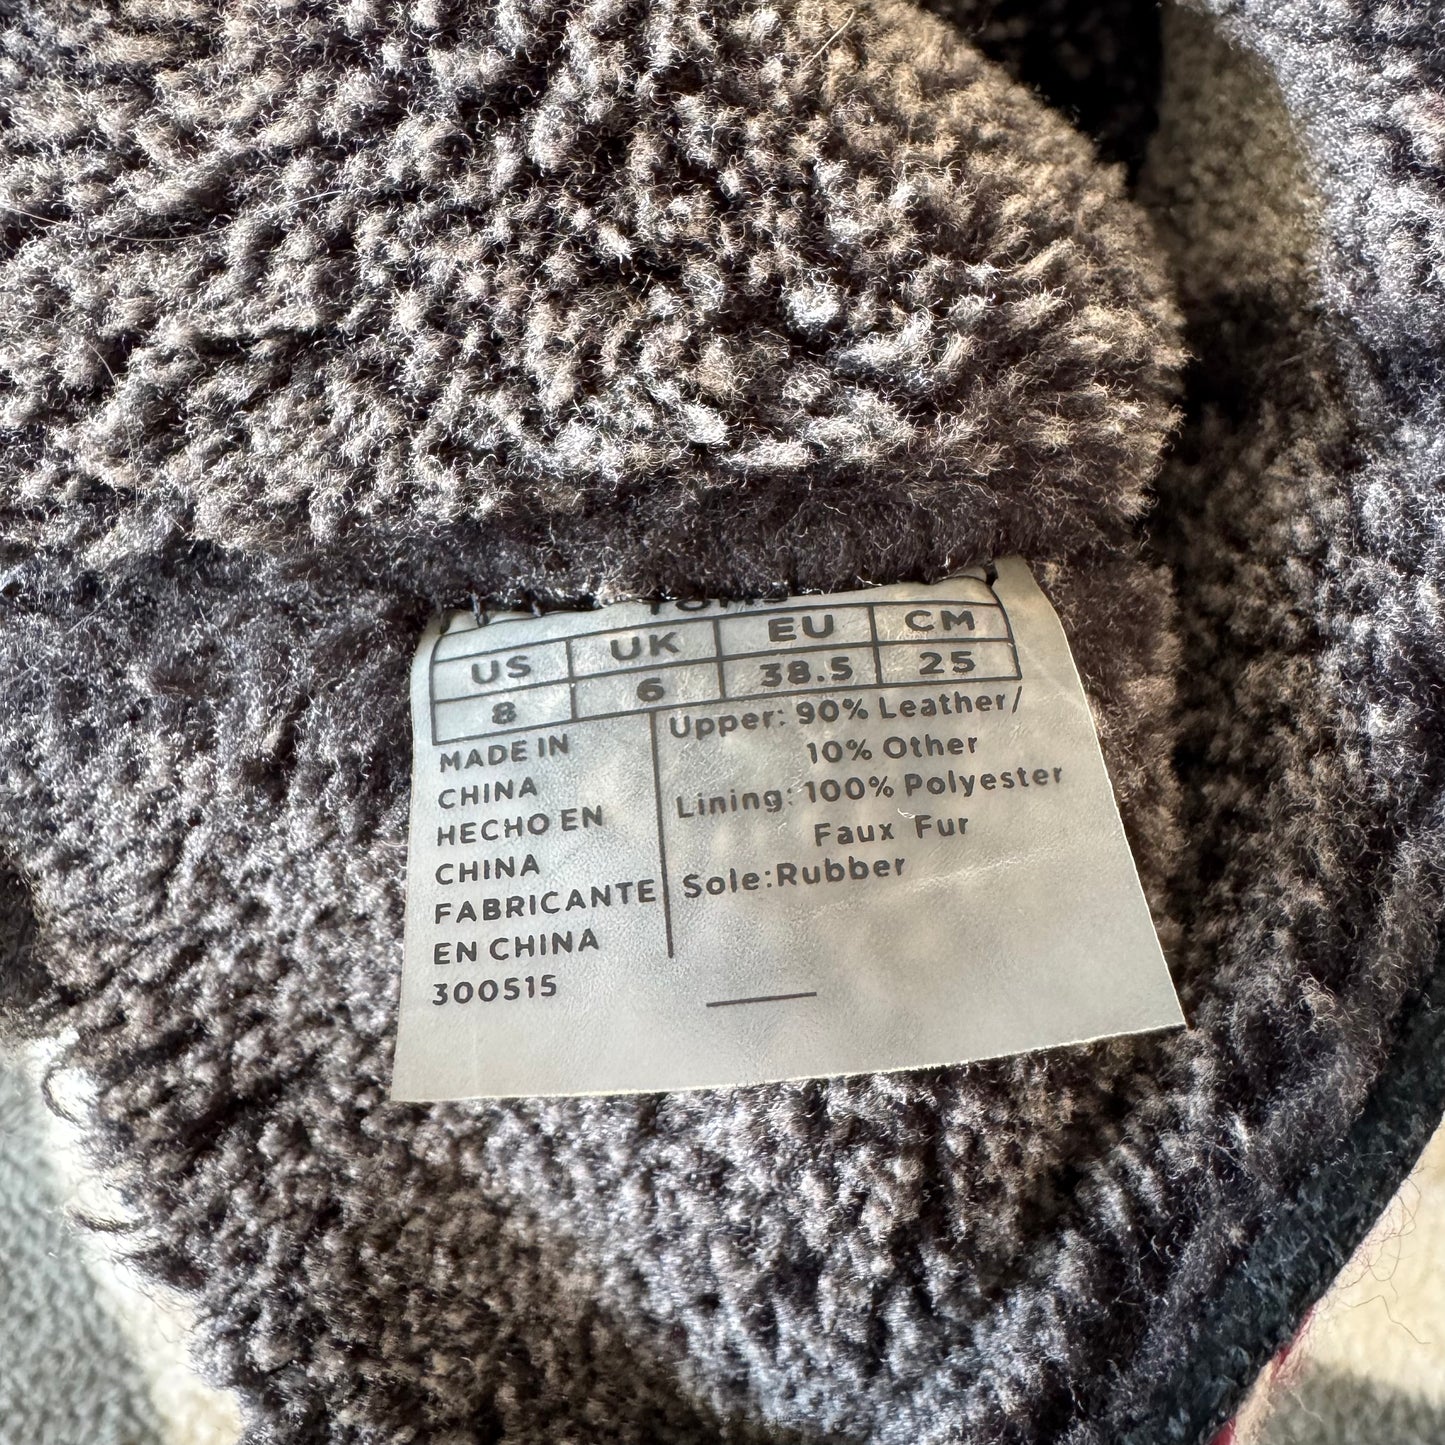 US UK EU CM
8 6 38.5 25
MADE IN
CHINA
HECHO EN
CHINA
FABRICANTE
EN CHINA
300515
Upper: 90% Leather/
10% Other
Lining: 100% Polyester
Faux Fur
Sole:Rubber